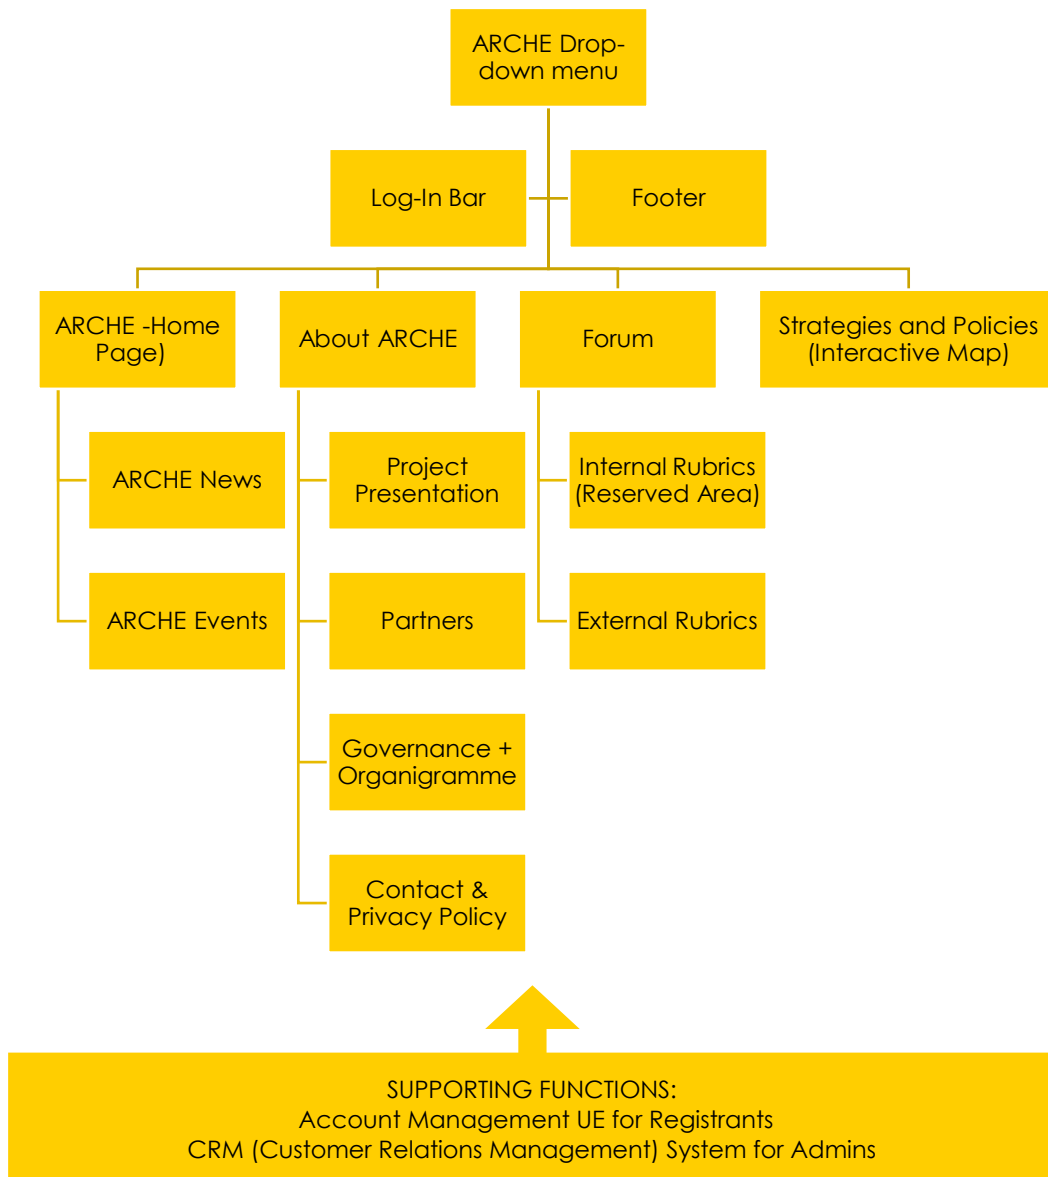 ARCHE Drop-
down menu
Log-In Bar
Footer
ARCHE -Home
Page)
About ARCHE
Forum
Strategies and Policies
(Interactive Map)
ARCHE News
Project
Presentation
Internal Rubrics
(Reserved Area)
ARCHE Events
Partners
External Rubrics
Governance +
Organigramme
Contact &
Privacy Policy
SUPPORTING FUNCTIONS:
Account Management UE for Registrants
CRM (Customer Relations Management) System for Admins